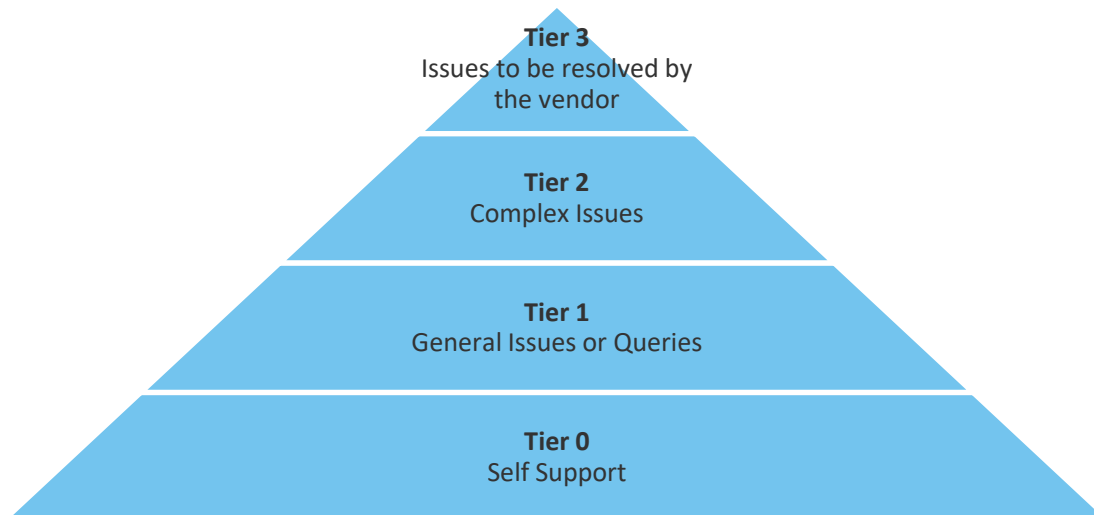 Tier 3
Issues to be resolved by
the vendor
Tier 2
Complex Issues
Tier 1
General Issues or Queries
Tier 0
Self Support